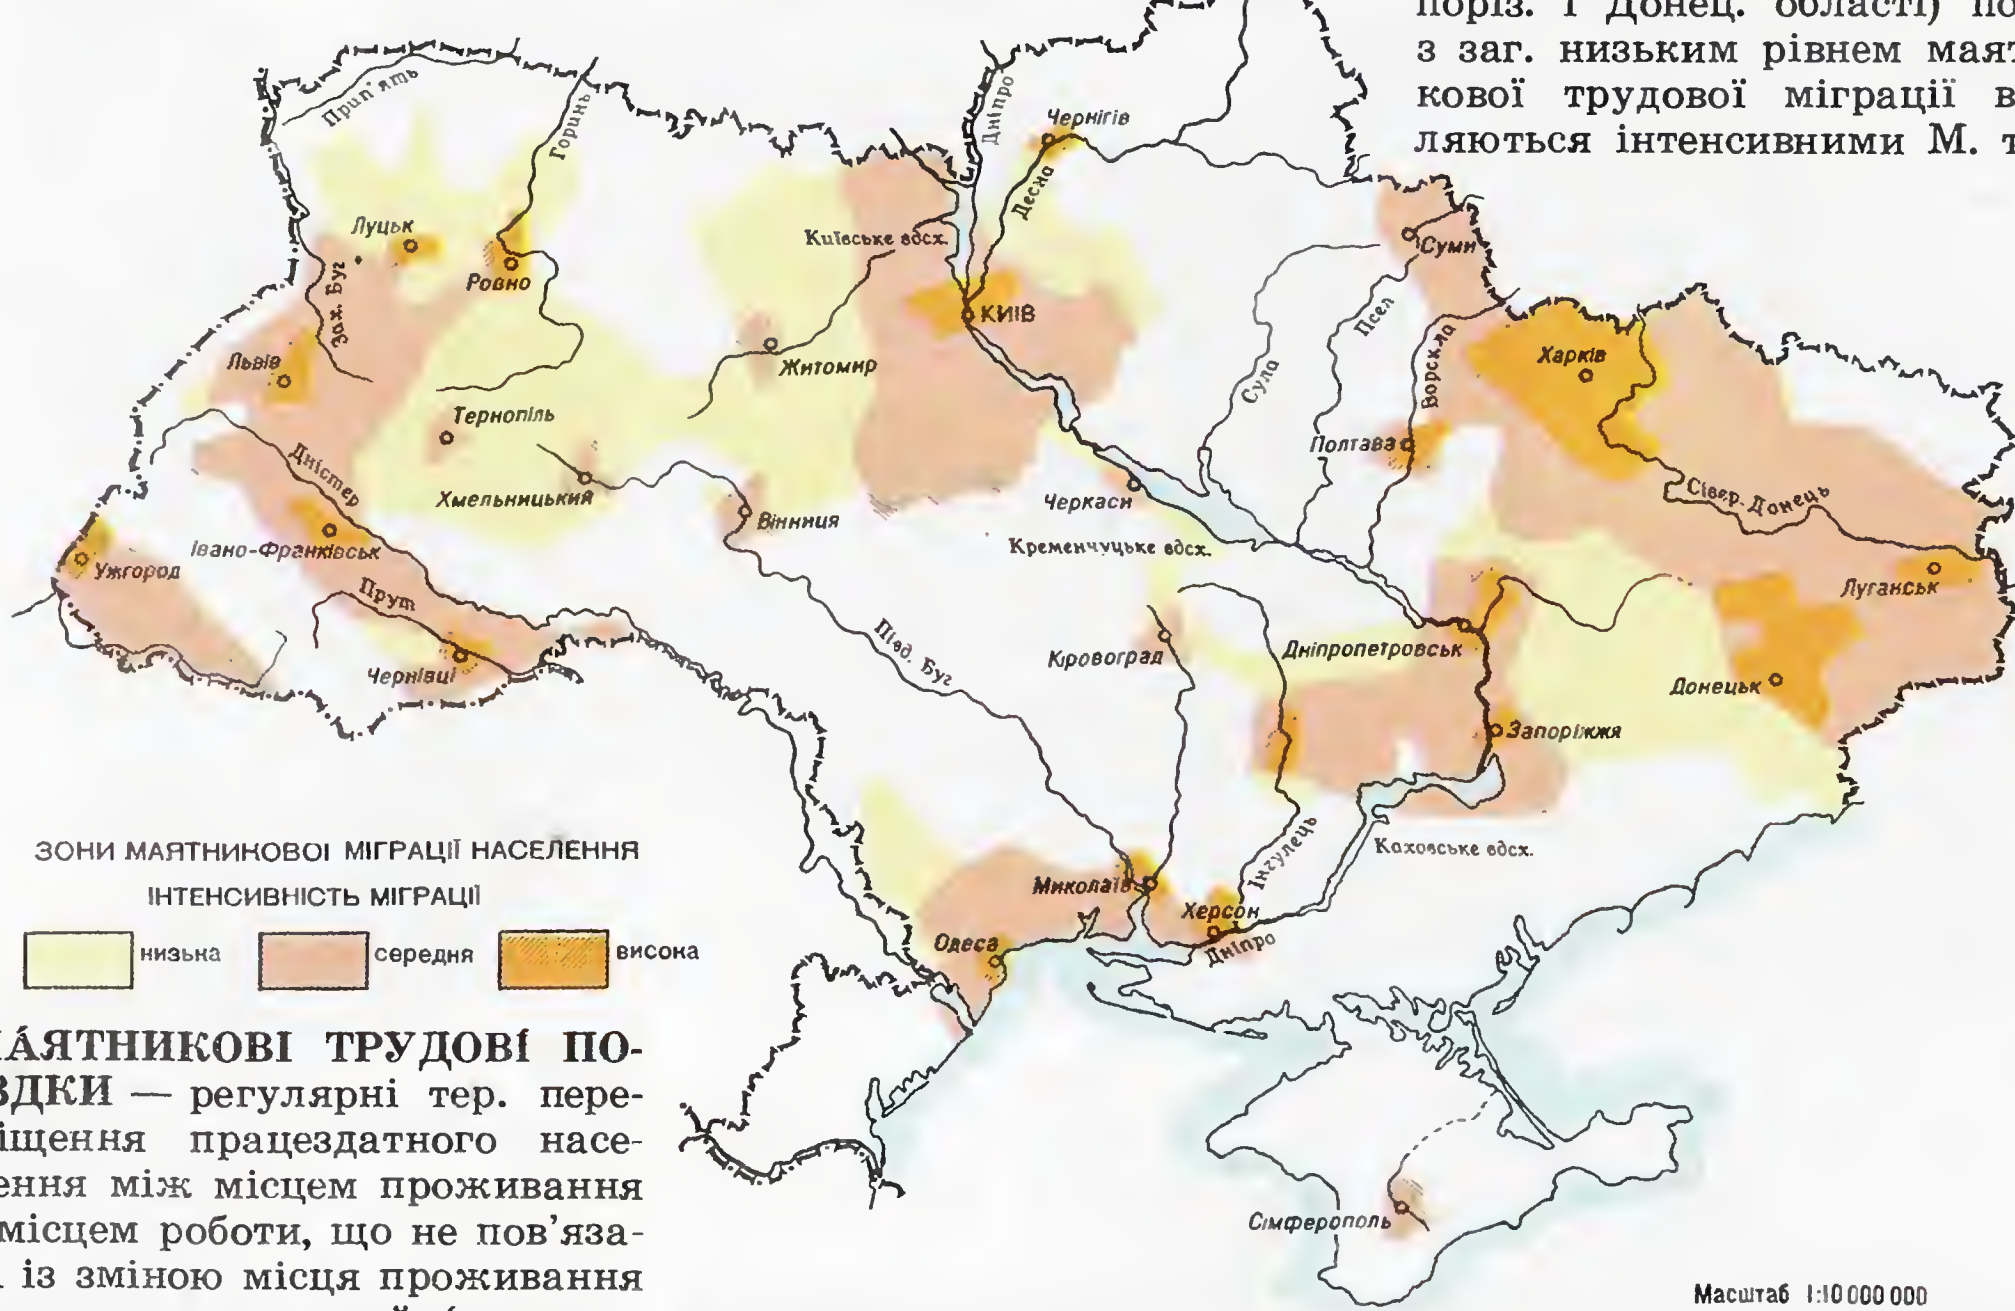 поріз. і Донец. області) по
з заг. низьким рівнем маят
кової трудової міграції в
ляються інтенсивними М. т
Прип'ять
Горинь
Дніпро
Чернігів
Десна
Луцьк
Ровно
Зах. Буг
Київське вдсх.
КИЇВ
Суми
Псел
Сула
Ворскла
Харків
Львів
Житомир
Тернопіль
Полтава
Дністер
Хмельницький
Вінниця
Черкаси
Сівер. Донець
Івано-Франківськ
Кременчуцьке вдсх.
Ужгород
Луганськ
Прут
Півд. Буг
Кіровоград
Дніпропетровськ
Чернівці
Донецьк
Запоріжжя
Інгулець
Каховське вдсх.
Миколаїв
Херсон
Одеса
Дніпро
Сімферополь
ЗОНИ МАЯТНИКОВОЇ МІГРАЦІЇ НАСЕЛЕННЯ
ІНТЕНСИВНІСТЬ МІГРАЦІЇ
низька
середня
висока
МАЯТНИКОВІ ТРУДОВІ ПО-
ЗДКИ — регулярні тер. пере-
іщення працездатного насе-
ення між місцем проживання
місцем роботи, що не пов'яза-
із зміною місця проживання
Масштаб 1:10 000 000